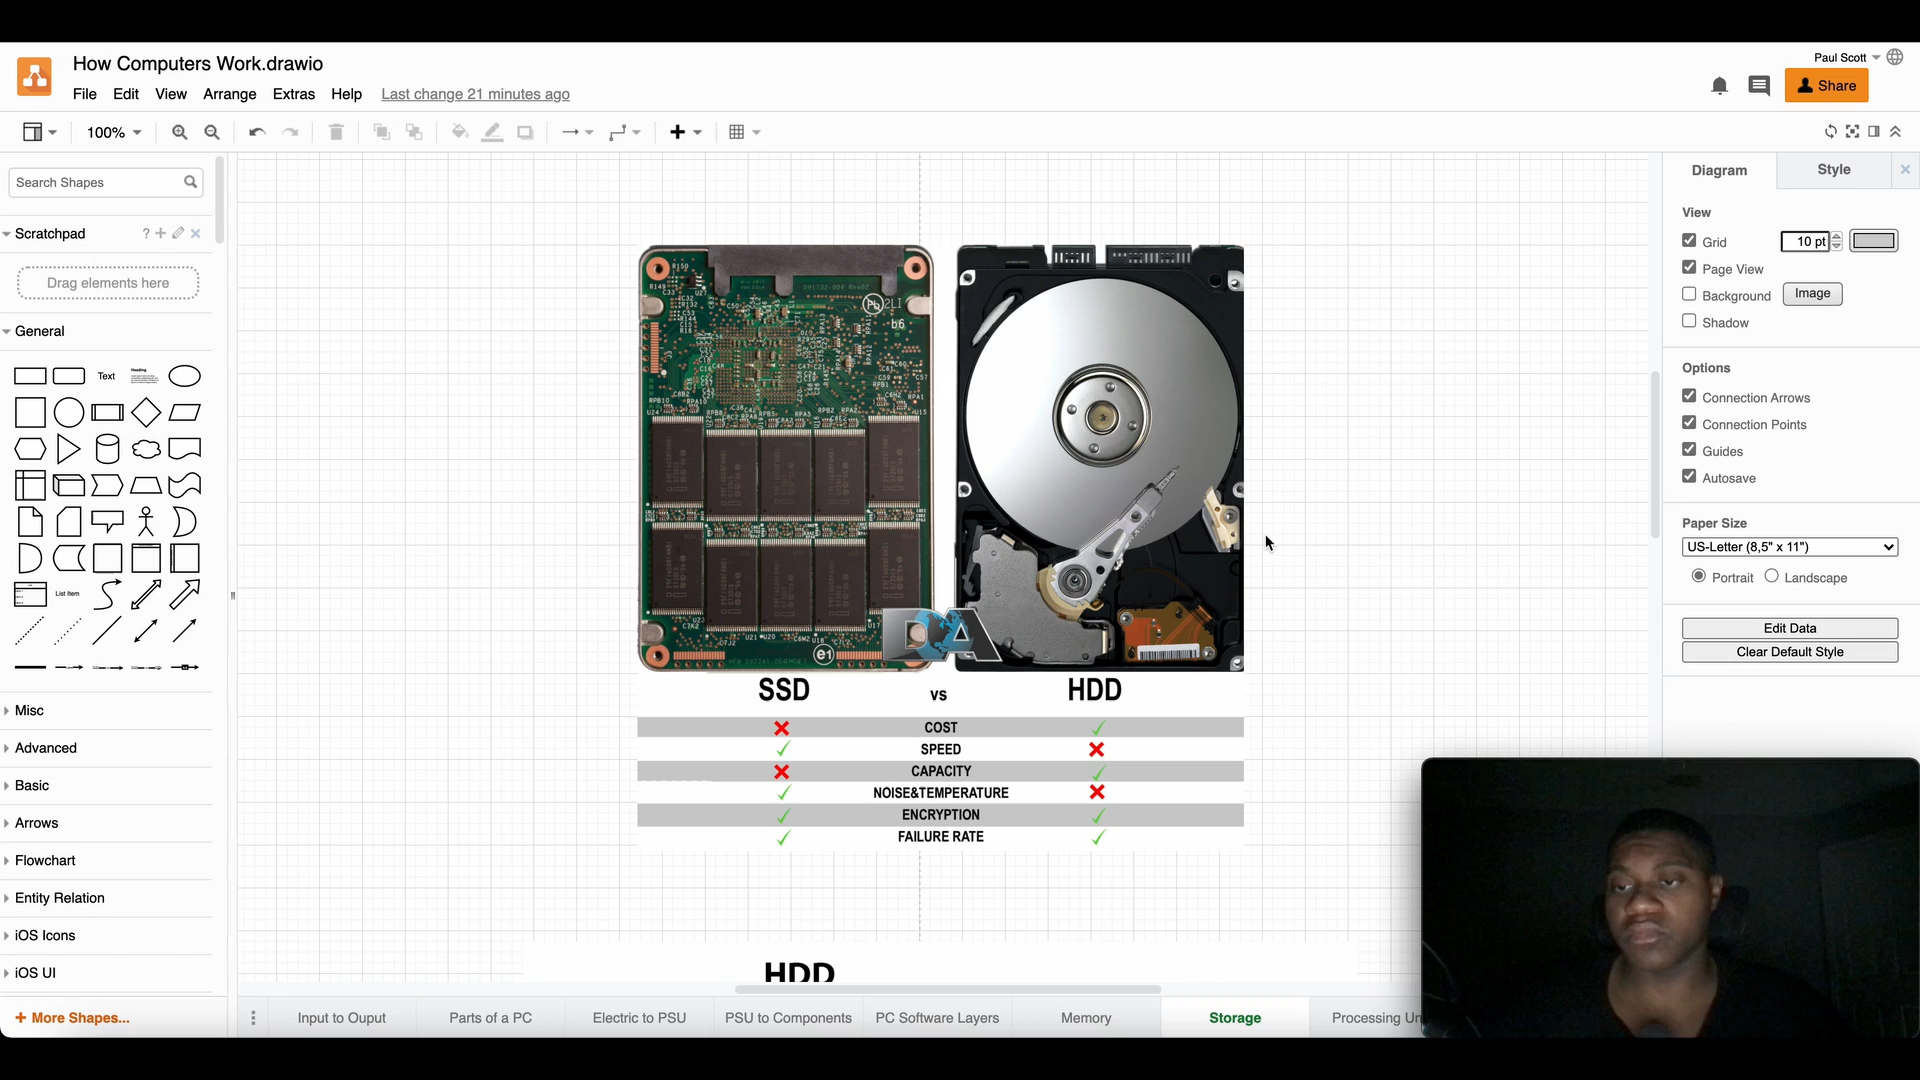 How Computers Work.drawio
Paul Scott
File Edit View Arrange Extras Help Last change 21 minutes ago
Share
100%
Search Shapes
Scratchpad
?
Drag elements here
General
Text
Heading
List Item
Misc
Advanced
Basic
Arrows
Flowchart
Entity Relation
iOS Icons
iOS UI
+ More Shapes...
SSD vs HDD
COST
SPEED
CAPACITY
NOISE&TEMPERATURE
ENCRYPTION
FAILURE RATE
HDD
Input to Ouput
Parts of a PC
Electric to PSU
PSU to Components
PC Software Layers
Memory
Storage
Processing Un
Diagram Style
View
Grid 10 pt
Page View
Background Image
Shadow
Options
Connection Arrows
Connection Points
Guides
Autosave
Paper Size
US-Letter (8,5" x 11")
Portrait Landscape
Edit Data
Clear Default Style